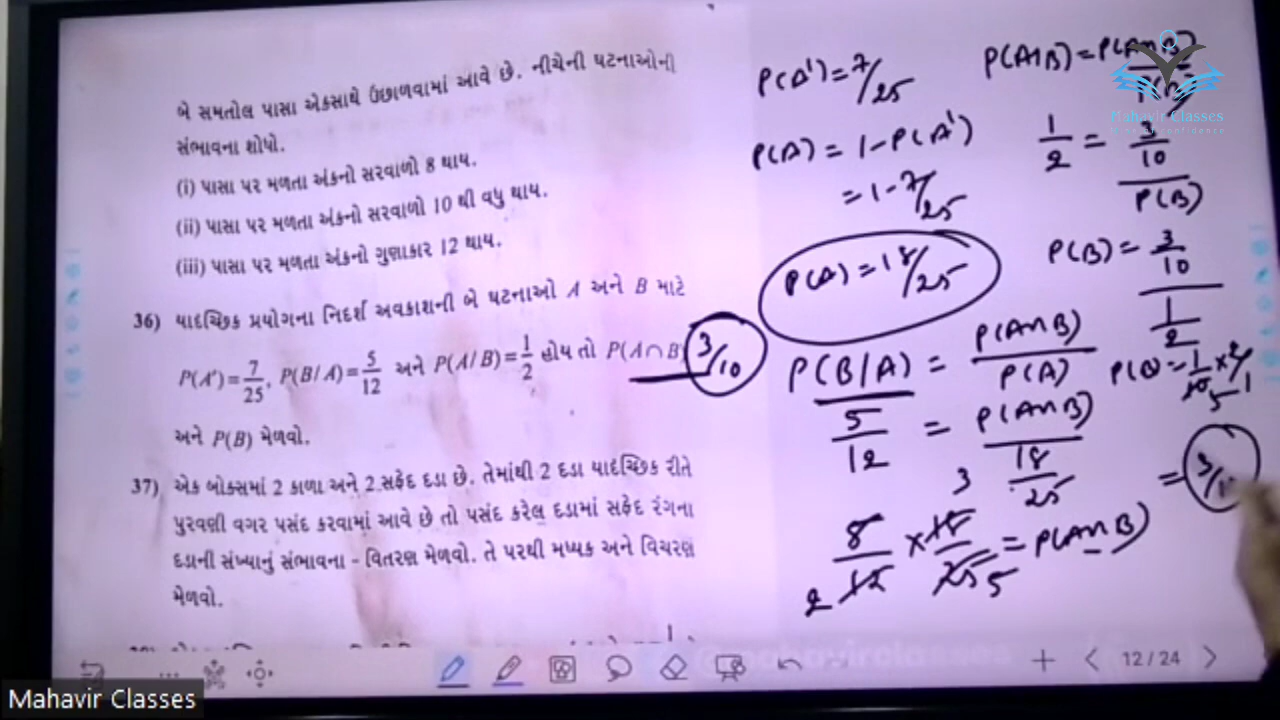 બે સમતોલ પાસા એકસાથે ઉછાળવામાં આવે છે. નીચેની ઘટનાઓની
સંભાવના શોધો.
(i) પાસા પર મળતા અંકનો સરવાળો 8 થાય.
(ii) પાસા પર મળતા અંકનો સરવાળો 10 થી વધુ થાય.
(iii) પાસા પર મળતા અંકનો ગુણાકાર 12 થાય.
36) યાદચ્છિક પ્રયોગના નિદર્શ અવકાશની બે ઘટનાઓ A અને B માટે
P(A')=7/25, P(B/A)=5/12 અને P(A/B)=1/2 હોય તો P(A∩B) 3/10
અને P(B) મેળવો.
37) એક બોક્સમાં 2 કાળા અને 2 સફેદ દડા છે. તેમાંથી 2 દડા યાદચ્છિક રીતે
પુરવણી વગર પસંદ કરવામાં આવે છે તો પસંદ કરેલ દડામાં સફેદ રંગના
દડાની સંખ્યાનું સંભાવના - વિતરણ મેળવો. તે પરથી મધ્યક અને વિચરણ
મેળવો.
P(A')=7/25
P(A)=1-P(A')
=1-7/25
P(A)=18/25
P(B/A)=P(A∩B)/P(A)
5/12=P(A∩B)/18/25
3
2 5
=P(A∩B)
P(A/B)=P(A∩B)/P(B)
1/2=3/10/P(B)
P(B)=3/10/1/2
=3/
Mahavir Classes
12/24
Mahavir Classes